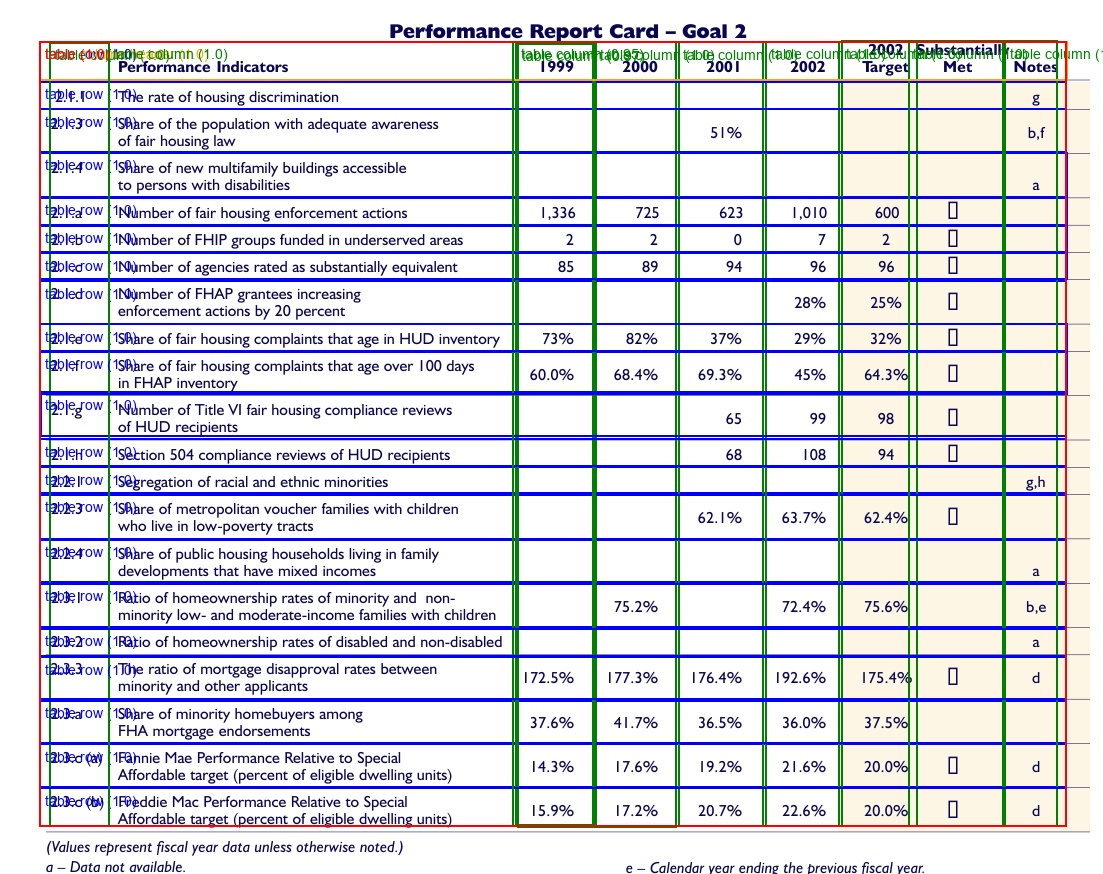 Performance Report Card – Goal 2
2002 Substantially
Performance Indicators 1999 2000 2001 2002 Target Met Notes
2.1.1 The rate of housing discrimination g
2.1.3 Share of the population with adequate awareness
of fair housing law 51% b,f
2.1.4 Share of new multifamily buildings accessible
to persons with disabilities a
2.1.a Number of fair housing enforcement actions 1,336 725 623 1,010 600
2.1.b Number of FHIP groups funded in underserved areas 2 2 0 7 2
2.1.c Number of agencies rated as substantially equivalent 85 89 94 96 96
2.1.d Number of FHAP grantees increasing
enforcement actions by 20 percent 28% 25%
2.1.e Share of fair housing complaints that age in HUD inventory 73% 82% 37% 29% 32%
2.1.f Share of fair housing complaints that age over 100 days
in FHAP inventory 60.0% 68.4% 69.3% 45% 64.3%
2.1.g Number of Title VI fair housing compliance reviews
of HUD recipients 65 99 98
2.1.h Section 504 compliance reviews of HUD recipients 68 108 94
2.2.1 Segregation of racial and ethnic minorities g,h
2.2.3 Share of metropolitan voucher families with children
who live in low-poverty tracts 62.1% 63.7% 62.4%
2.2.4 Share of public housing households living in family
developments that have mixed incomes a
2.3.1 Ratio of homeownership rates of minority and non-
minority low- and moderate-income families with children 75.2% 72.4% 75.6% b,e
2.3.2 Ratio of homeownership rates of disabled and non-disabled a
2.3.3 The ratio of mortgage disapproval rates between
minority and other applicants 172.5% 177.3% 176.4% 192.6% 175.4% d
2.3.a Share of minority homebuyers among
FHA mortgage endorsements 37.6% 41.7% 36.5% 36.0% 37.5%
2.3.c (a) Fannie Mae Performance Relative to Special
Affordable target (percent of eligible dwelling units) 14.3% 17.6% 19.2% 21.6% 20.0% d
2.3.c (b) Freddie Mac Performance Relative to Special
Affordable target (percent of eligible dwelling units) 15.9% 17.2% 20.7% 22.6% 20.0% d
(Values represent fiscal year data unless otherwise noted.)
a – Data not available. e – Calendar year ending the previous fiscal year.